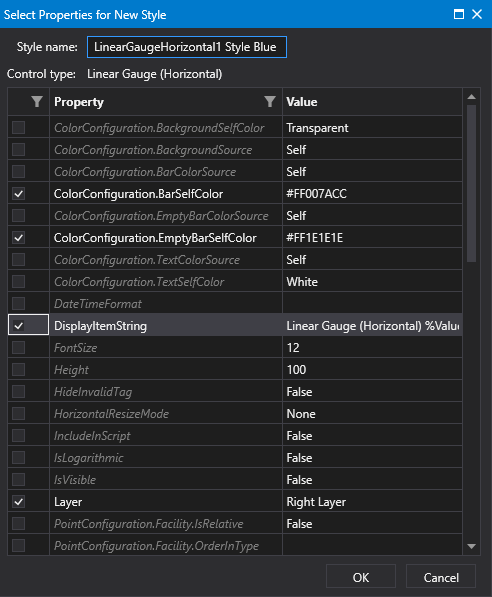 Select Properties for New Style
Style name: LinearGaugeHorizontal1 Style Blue
Control type: Linear Gauge (Horizontal)
Property Value
ColorConfiguration.BackgroundSelfColor Transparent
ColorConfiguration.BackgroundSource Self
ColorConfiguration.BarColorSource Self
ColorConfiguration.BarSelfColor #FF007ACC
ColorConfiguration.EmptyBarColorSource Self
ColorConfiguration.EmptyBarSelfColor #FF1E1E1E
ColorConfiguration.TextColorSource Self
ColorConfiguration.TextSelfColor White
DateTimeFormat
DisplayItemString Linear Gauge (Horizontal) %Value
FontSize 12
Height 100
HideInvalidTag False
HorizontalResizeMode None
IncludeInScript False
IsLogarithmic False
IsVisible False
Layer Right Layer
PointConfiguration.Facility.IsRelative False
PointConfiguration.Facility.OrderInType
OK Cancel